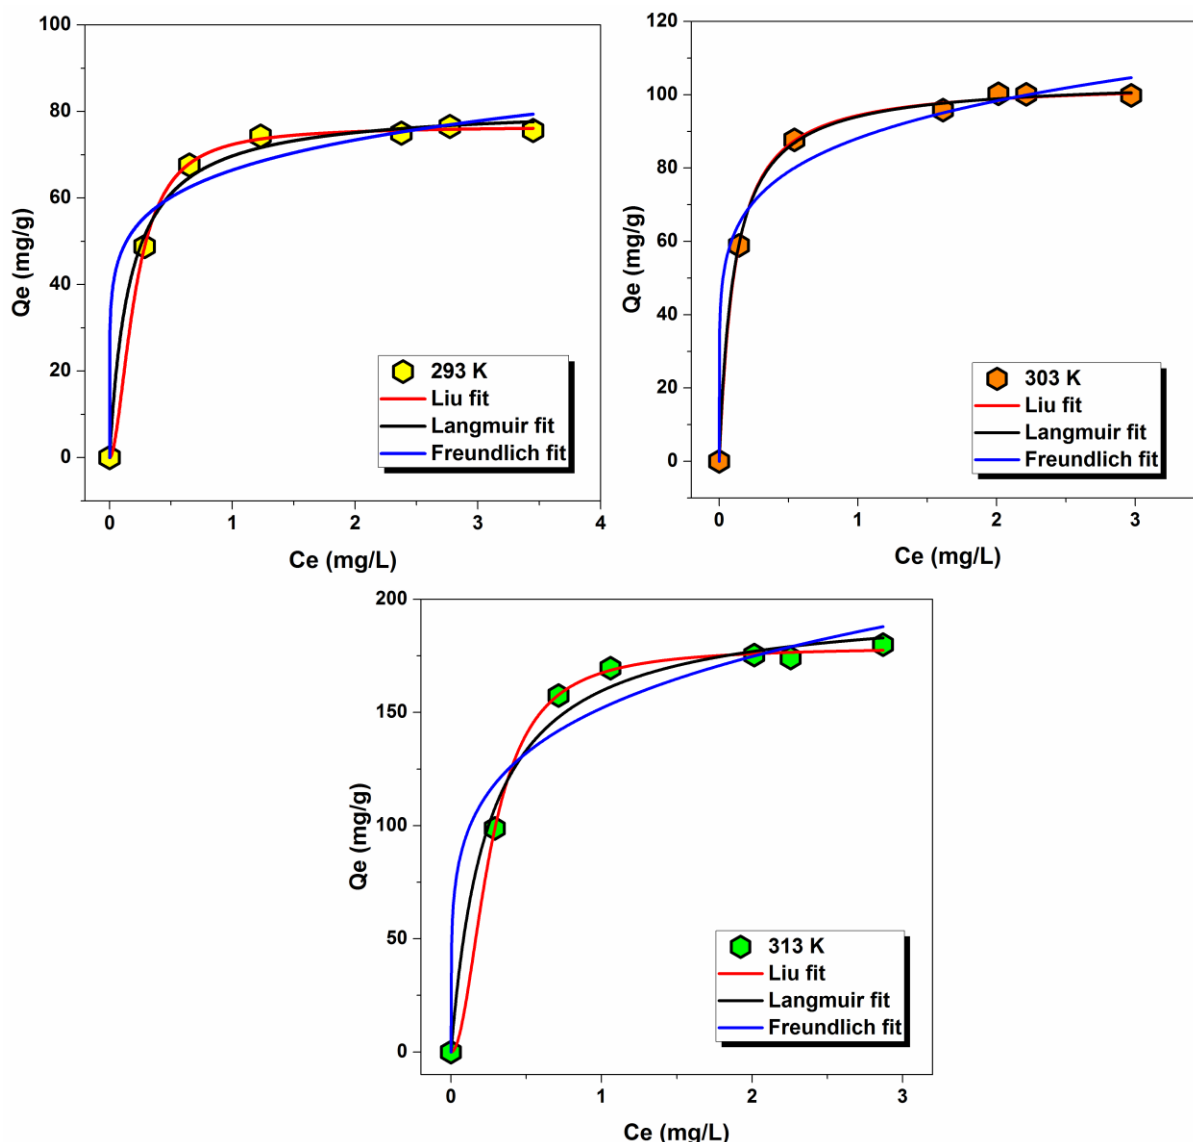 100
80
60
40
20
0
Qe (mg/g)
293 K
Liu fit
Langmuir fit
Freundlich fit
0 1 2 3 4
Ce (mg/L)
120
100
80
60
40
20
0
Qe (mg/g)
303 K
Liu fit
Langmuir fit
Freundlich fit
0 1 2 3
Ce (mg/L)
200
150
100
50
0
Qe (mg/g)
313 K
Liu fit
Langmuir fit
Freundlich fit
0 1 2 3
Ce (mg/L)